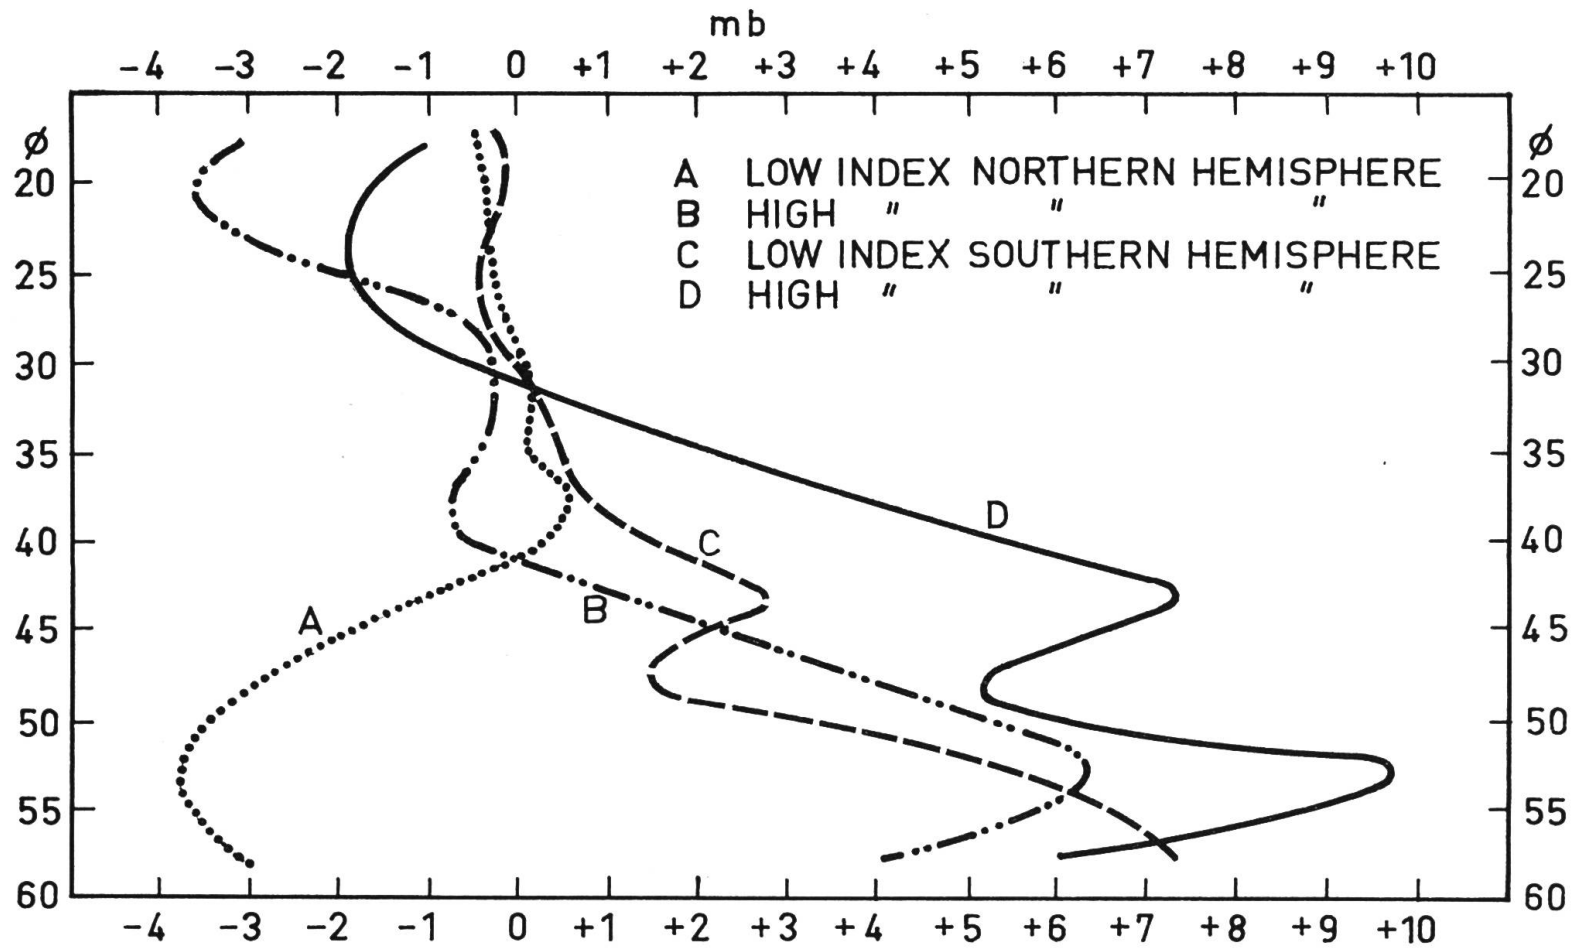 mb
-4 -3 -2 -1 0 +1 +2 +3 +4 +5 +6 +7 +8 +9 +10
ø ø
A LOW INDEX NORTHERN HEMISPHERE
20 20
B HIGH " " "
C LOW INDEX SOUTHERN HEMISPHERE
25 25
D HIGH " " "
30 30
35 35
D
40 C 40
B
A
45 45
50 50
55 55
60 60
-4 -3 -2 -1 0 +1 +2 +3 +4 +5 +6 +7 +8 +9 +10